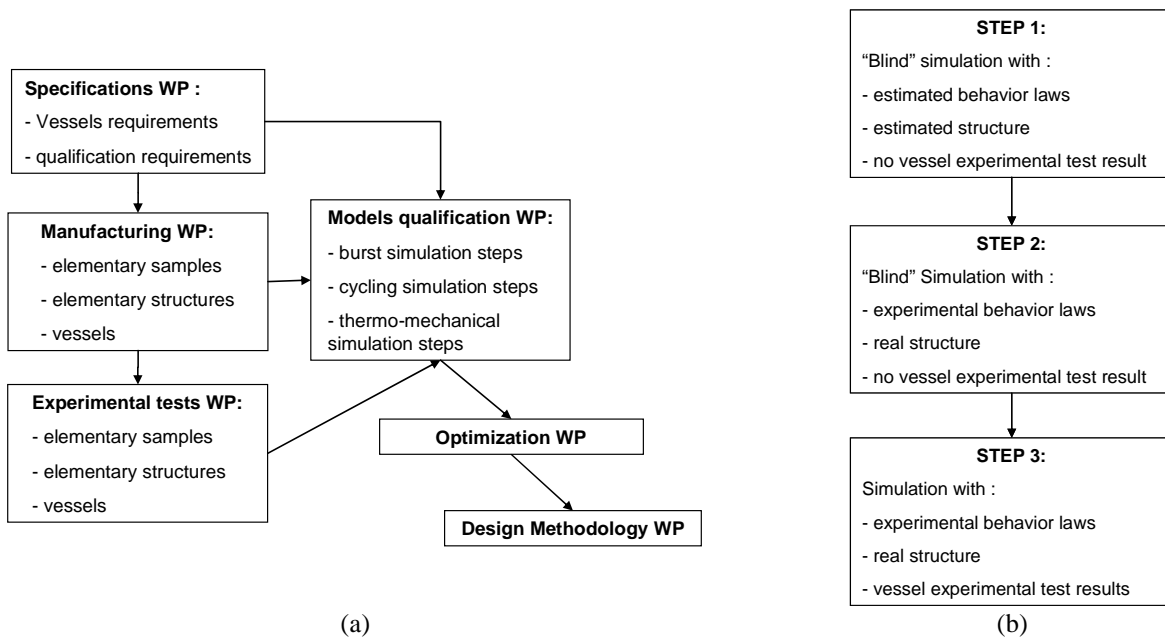 Specifications WP :
- Vessels requirements
- qualification requirements
Manufacturing WP:
- elementary samples
- elementary structures
- vessels
Experimental tests WP:
- elementary samples
- elementary structures
- vessels
Models qualification WP:
- burst simulation steps
- cycling simulation steps
- thermo-mechanical
simulation steps
Optimization WP
Design Methodology WP
(a)
STEP 1:
“Blind” simulation with :
- estimated behavior laws
- estimated structure
- no vessel experimental test result
STEP 2:
“Blind” Simulation with :
- experimental behavior laws
- real structure
- no vessel experimental test result
STEP 3:
Simulation with :
- experimental behavior laws
- real structure
- vessel experimental test results
(b)